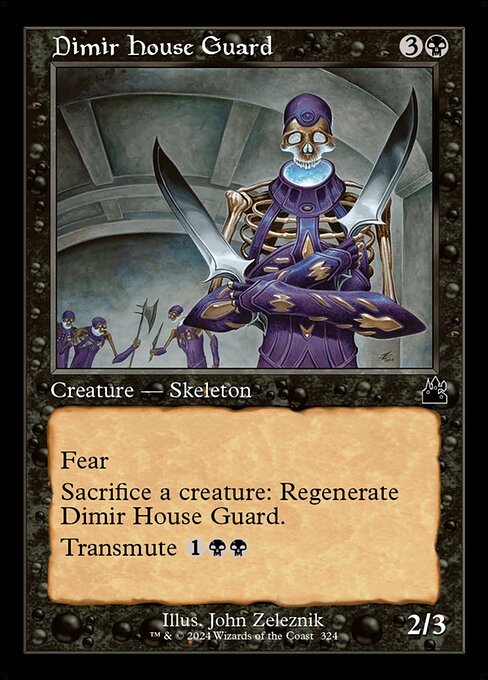 Dimir House Guard 3
Creature — Skeleton
Fear
Sacrifice a creature: Regenerate
Dimir House Guard.
Transmute 1
Illus. John Zeleznik
™ & © 2024 Wizards of the Coast 324
2/3